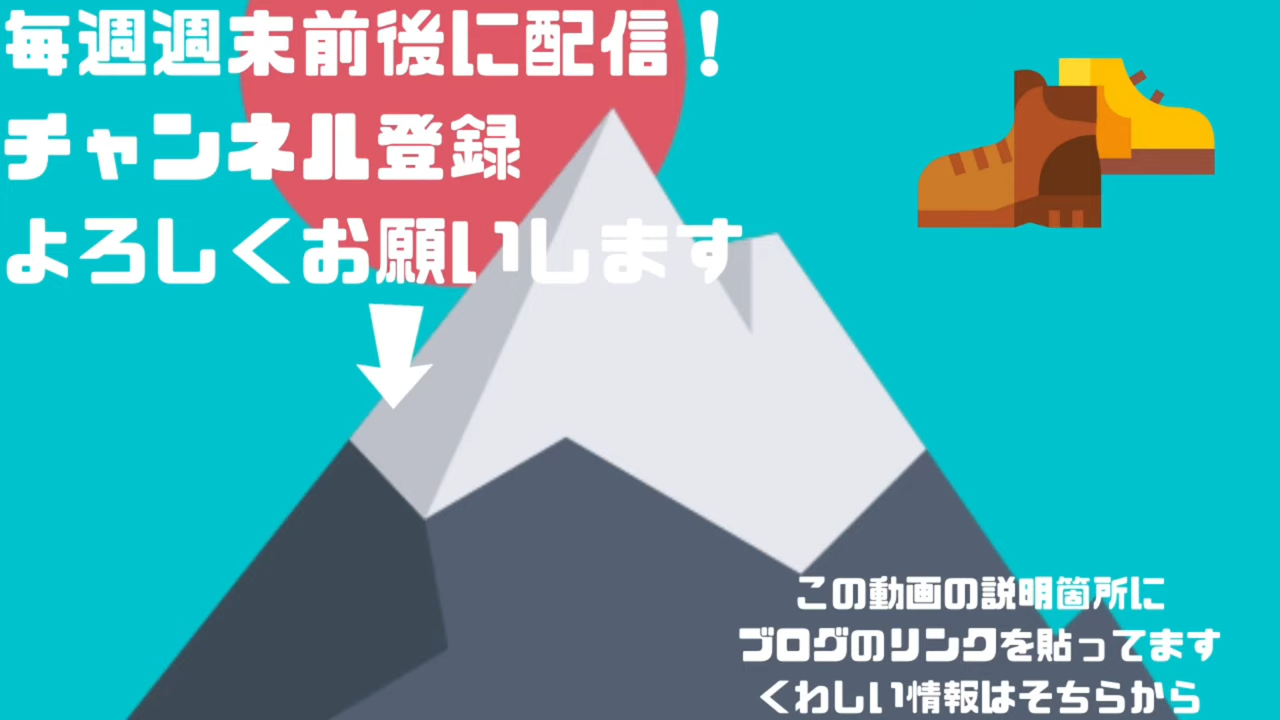 毎週週末前後に配信！
チャンネル登録
よろしくお願いします
この動画の説明箇所に
ブログのリンクを貼ってます
くわしい情報はそちらから